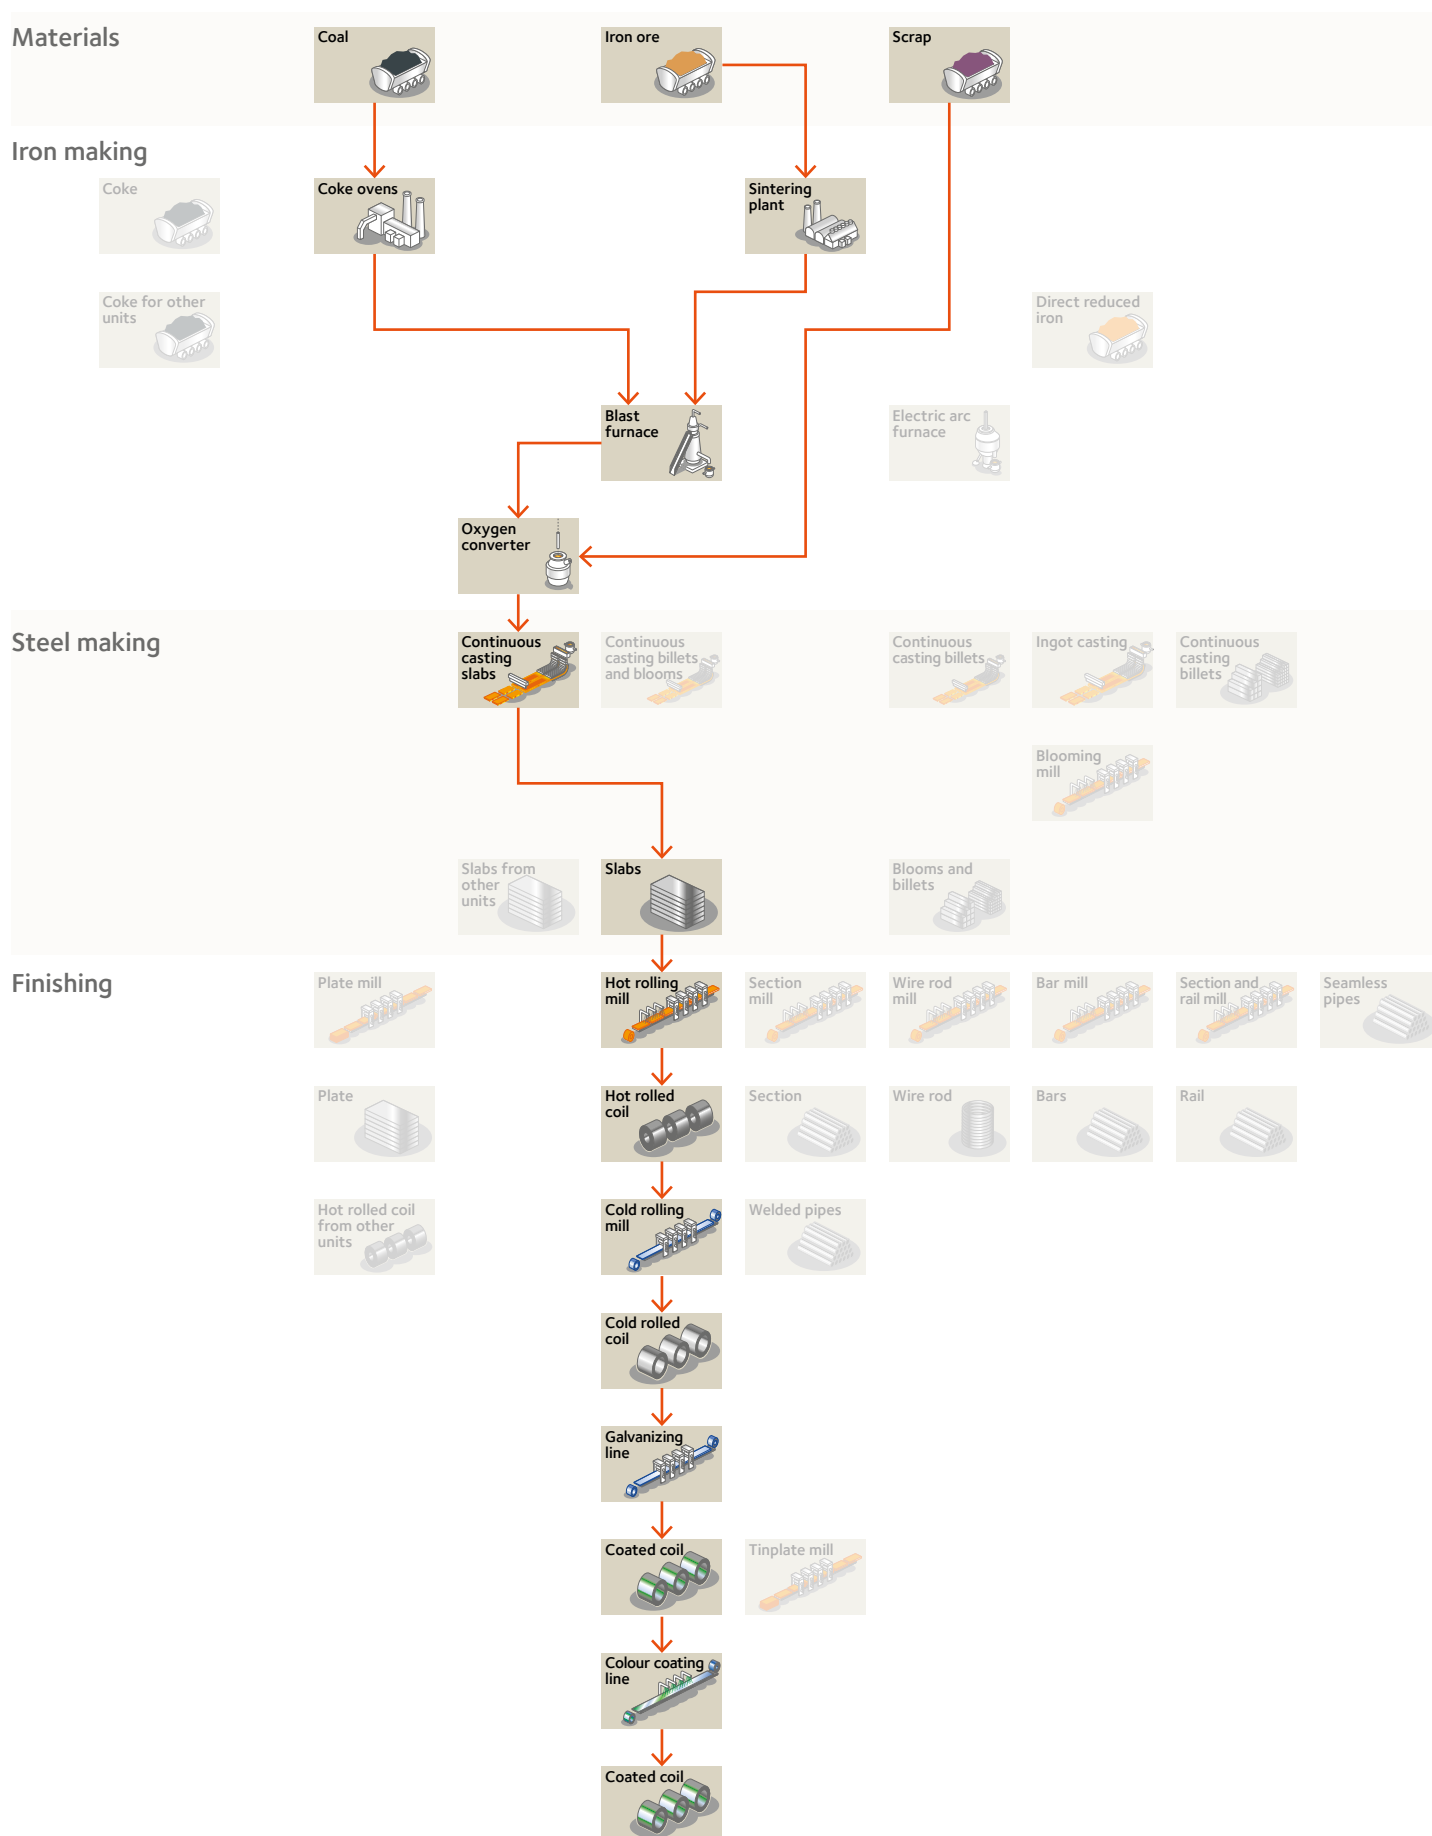 Materials
Coal
Iron ore
Scrap
Iron making
Coke
Coke ovens
Sintering
plant
Coke for other
units
Direct reduced
iron
Blast
furnace
Electric arc
furnace
Oxygen
converter
Steel making
Continuous
casting
slabs
Continuous
casting billets
and blooms
Continuous
casting billets
Ingot casting
Continuous
casting
billets
Blooming
mill
Slabs from
other
units
Slabs
Blooms and
billets
Finishing
Plate mill
Hot rolling
mill
Section
mill
Wire rod
mill
Bar mill
Section and
rail mill
Seamless
pipes
Plate
Hot rolled
coil
Section
Wire rod
Bars
Rail
Hot rolled coil
from other
units
Cold rolling
mill
Welded pipes
Cold rolled
coil
Galvanizing
line
Coated coil
Tinplate mill
Colour coating
line
Coated coil